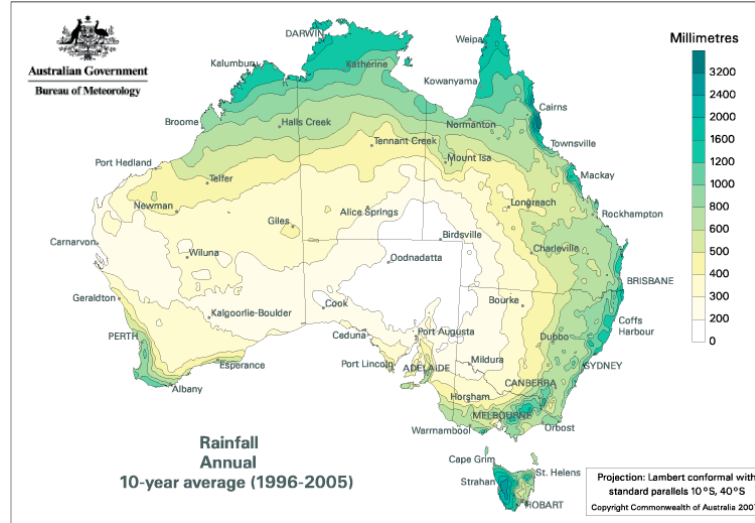 Australian Government
Bureau of Meteorology
DARWIN
Weipa
Kalumburu
Katherine
Kowanyama
Cairns
Broome
Halls Creek
Normanton
Townsville
Tennant Creek
Mount Isa
Port Hedland
Mackay
Telfer
Newman
Longreach
Rockhampton
Giles
Alice Springs
Carnarvon
Birdsville
Wiluna
Charleville
Oodnadatta
BRISBANE
Geraldton
Cook
Bourke
Kalgoorlie-Boulder
Coffs
Harbour
PERTH
Ceduna
Port Augusta
Dubbo
Esperance
Port Lincoln
ADELAIDE
Mildura
SYDNEY
Albany
CANBERRA
Horsham
MELBOURNE
Warrnambool
Orbost
Cape Grim
Strahan
St. Helens
HOBART
Millimetres
3200
2400
2000
1600
1200
1000
800
600
500
400
300
200
0
Rainfall
Annual
10-year average (1996-2005)
Projection: Lambert conformal with
standard parallels 10°S, 40°S
Copyright Commonwealth of Australia 200